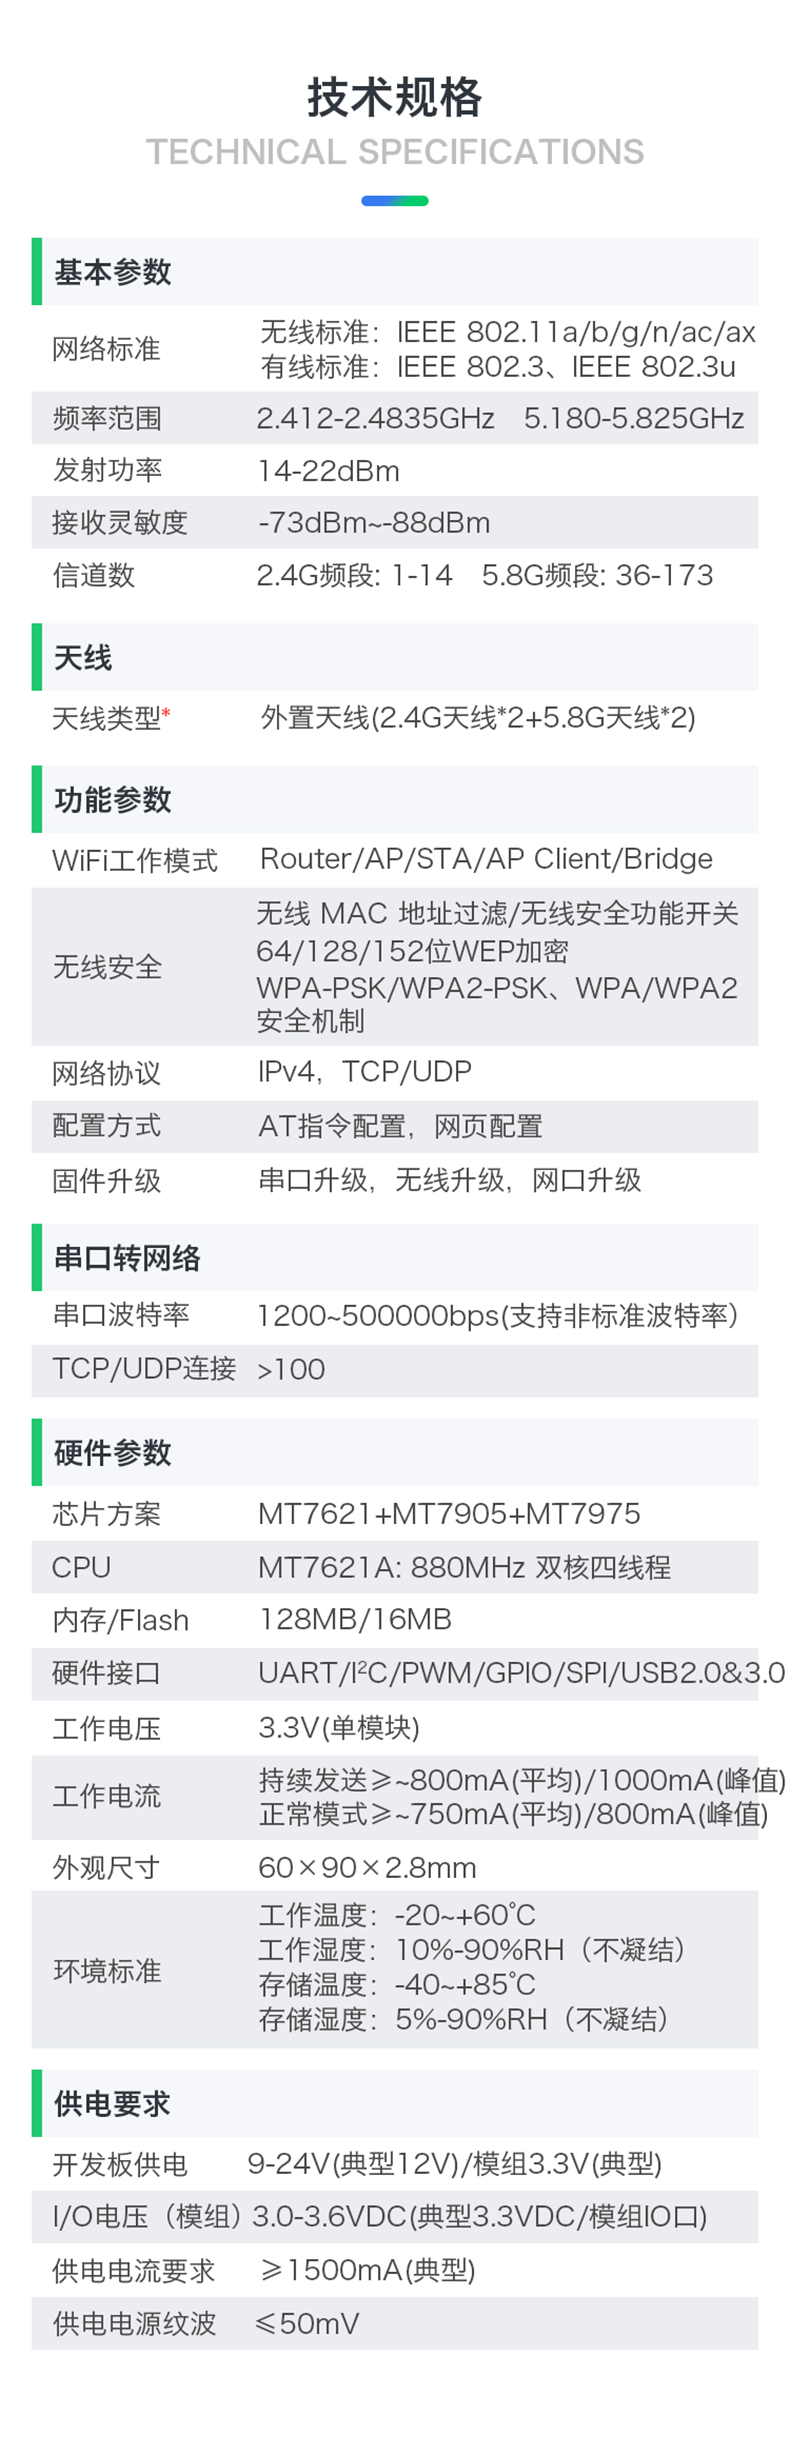 技术规格
TECHNICAL SPECIFICATIONS
基本参数
网络标准
无线标准：IEEE 802.11a/b/g/n/ac/ax
有线标准：IEEE 802.3、IEEE 802.3u
频率范围 2.412-2.4835GHz 5.180-5.825GHz
发射功率 14-22dBm
接收灵敏度 -73dBm~-88dBm
信道数 2.4G频段: 1-14 5.8G频段: 36-173
天线
天线类型* 外置天线(2.4G天线*2+5.8G天线*2)
功能参数
WiFi工作模式 Router/AP/STA/AP Client/Bridge
无线安全
无线 MAC 地址过滤/无线安全功能开关
64/128/152位WEP加密
WPA-PSK/WPA2-PSK、WPA/WPA2
安全机制
网络协议 IPv4，TCP/UDP
配置方式 AT指令配置，网页配置
固件升级 串口升级，无线升级，网口升级
串口转网络
串口波特率 1200~500000bps(支持非标准波特率）
TCP/UDP连接 >100
硬件参数
芯片方案 MT7621+MT7905+MT7975
CPU MT7621A: 880MHz 双核四线程
内存/Flash 128MB/16MB
硬件接口 UART/I²C/PWM/GPIO/SPI/USB2.0&3.0
工作电压 3.3V(单模块)
工作电流
持续发送≥~800mA(平均)/1000mA(峰值)
正常模式≥~750mA(平均)/800mA(峰值)
外观尺寸 60×90×2.8mm
环境标准
工作温度：-20~+60℃
工作湿度：10%-90%RH（不凝结）
存储温度：-40~+85℃
存储湿度：5%-90%RH（不凝结）
供电要求
开发板供电 9-24V(典型12V)/模组3.3V(典型)
I/O电压（模组）3.0-3.6VDC(典型3.3VDC/模组IO口)
供电电流要求 ≥1500mA(典型)
供电电源纹波 ≤50mV